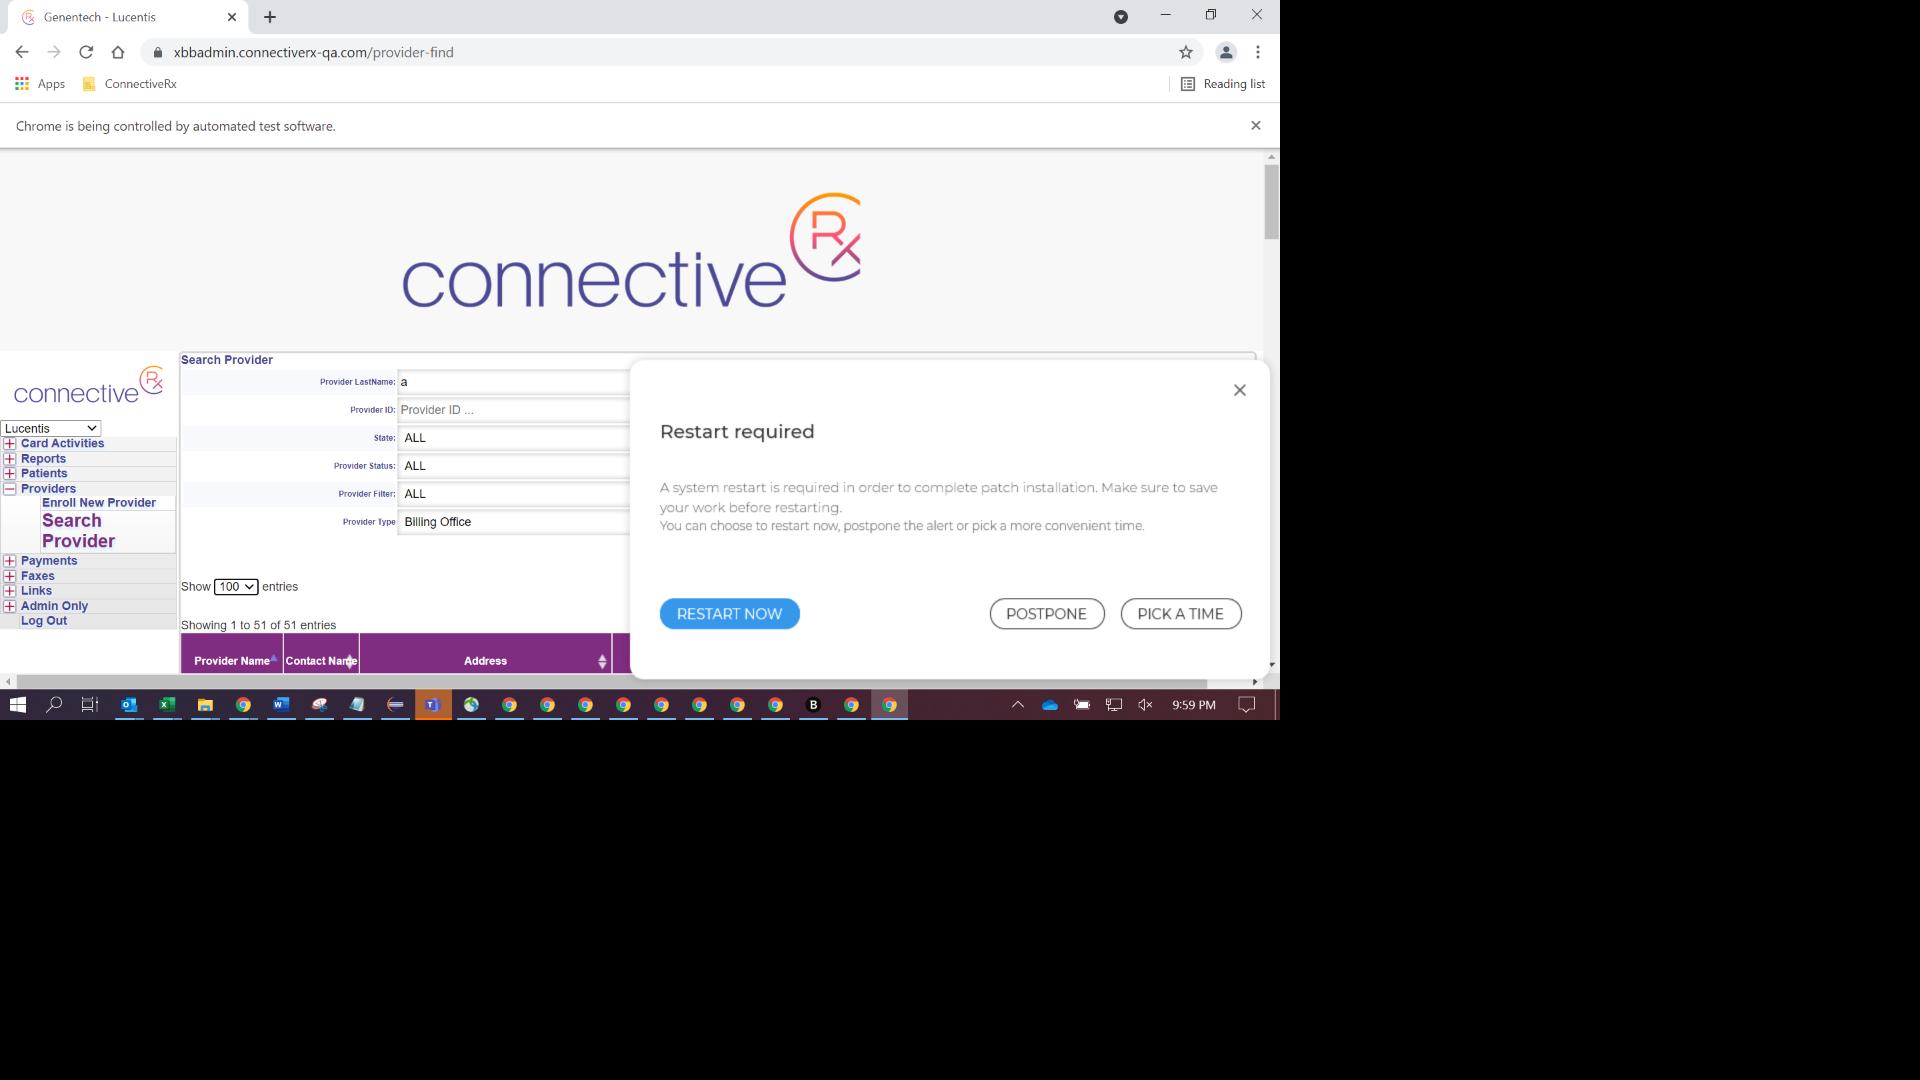 Genentech - Lucentis
xbbadmin.connectiverx-qa.com/provider-find
Apps
ConnectiveRx
Reading list
Chrome is being controlled by automated test software.
connective Rx
connective Rx
Lucentis
Card Activities
Reports
Patients
Providers
Enroll New Provider
Search
Provider
Payments
Faxes
Links
Admin Only
Log Out
Search Provider
Provider LastName: a
Provider ID: Provider ID ...
State: ALL
Provider Status: ALL
Provider Filter: ALL
Provider Type Billing Office
Show 100 entries
Showing 1 to 51 of 51 entries
Provider Name Contact Name Address
Restart required
A system restart is required in order to complete patch installation. Make sure to save
your work before restarting.
You can choose to restart now, postpone the alert or pick a more convenient time.
RESTART NOW POSTPONE PICK A TIME
B
9:59 PM